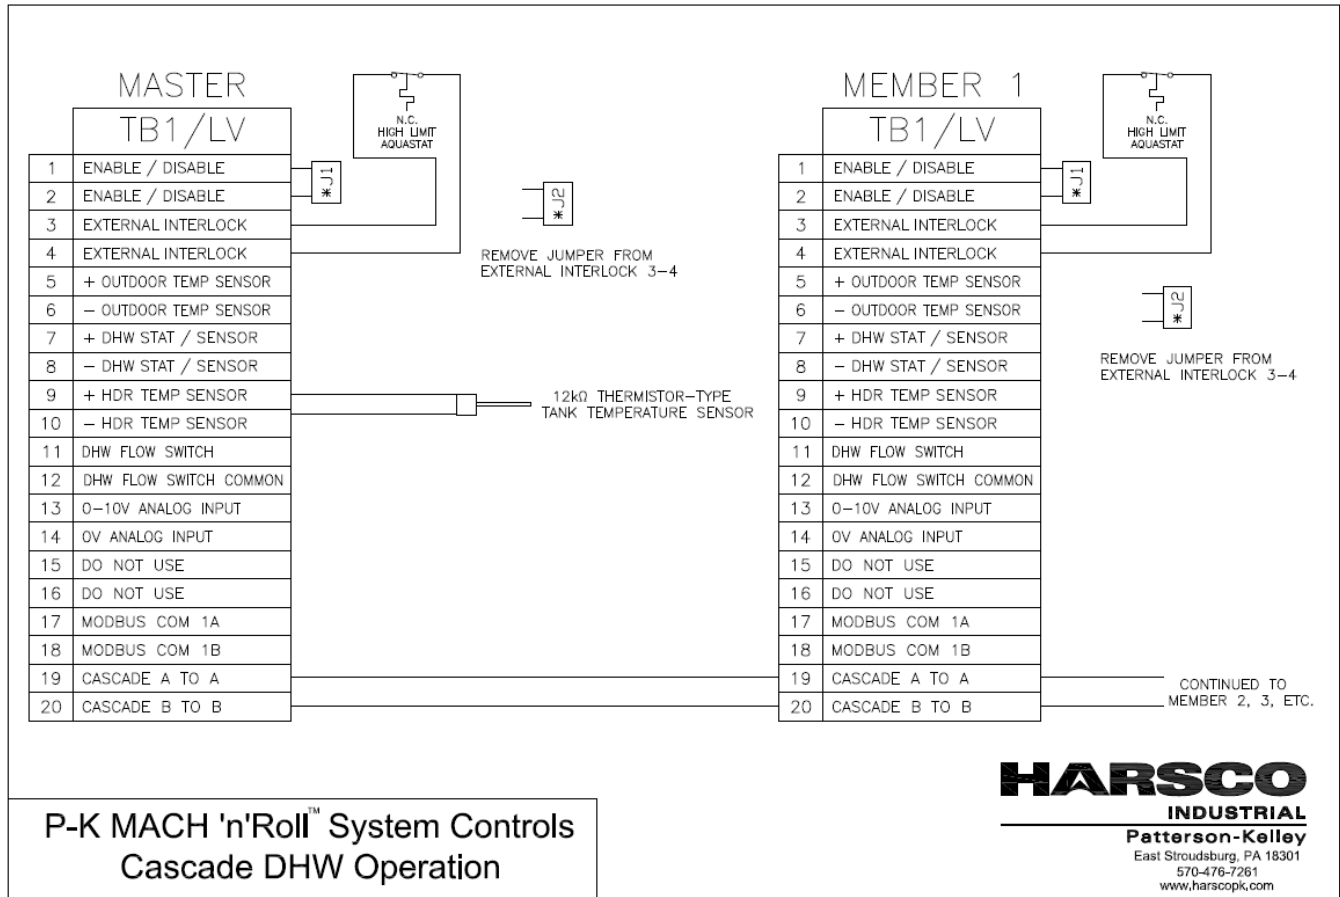 MASTER
TB1/LV
1 ENABLE / DISABLE
2 ENABLE / DISABLE
3 EXTERNAL INTERLOCK
4 EXTERNAL INTERLOCK
5 + OUTDOOR TEMP SENSOR
6 – OUTDOOR TEMP SENSOR
7 + DHW STAT / SENSOR
8 – DHW STAT / SENSOR
9 + HDR TEMP SENSOR
10 – HDR TEMP SENSOR
11 DHW FLOW SWITCH
12 DHW FLOW SWITCH COMMON
13 0–10V ANALOG INPUT
14 0V ANALOG INPUT
15 DO NOT USE
16 DO NOT USE
17 MODBUS COM 1A
18 MODBUS COM 1B
19 CASCADE A TO A
20 CASCADE B TO B
N.C.
HIGH LIMIT
AQUASTAT
*J1
*J2
REMOVE JUMPER FROM
EXTERNAL INTERLOCK 3–4
12kΩ THERMISTOR–TYPE
TANK TEMPERATURE SENSOR
MEMBER 1
TB1/LV
1 ENABLE / DISABLE
2 ENABLE / DISABLE
3 EXTERNAL INTERLOCK
4 EXTERNAL INTERLOCK
5 + OUTDOOR TEMP SENSOR
6 – OUTDOOR TEMP SENSOR
7 + DHW STAT / SENSOR
8 – DHW STAT / SENSOR
9 + HDR TEMP SENSOR
10 – HDR TEMP SENSOR
11 DHW FLOW SWITCH
12 DHW FLOW SWITCH COMMON
13 0–10V ANALOG INPUT
14 0V ANALOG INPUT
15 DO NOT USE
16 DO NOT USE
17 MODBUS COM 1A
18 MODBUS COM 1B
19 CASCADE A TO A
20 CASCADE B TO B
N.C.
HIGH LIMIT
AQUASTAT
*J1
*J2
REMOVE JUMPER FROM
EXTERNAL INTERLOCK 3–4
CONTINUED TO
MEMBER 2, 3, ETC.
P-K MACH 'n'Roll™ System Controls
Cascade DHW Operation
HARSCO
INDUSTRIAL
Patterson-Kelley
East Stroudsburg, PA 18301
570-476-7261
www.harscopk.com